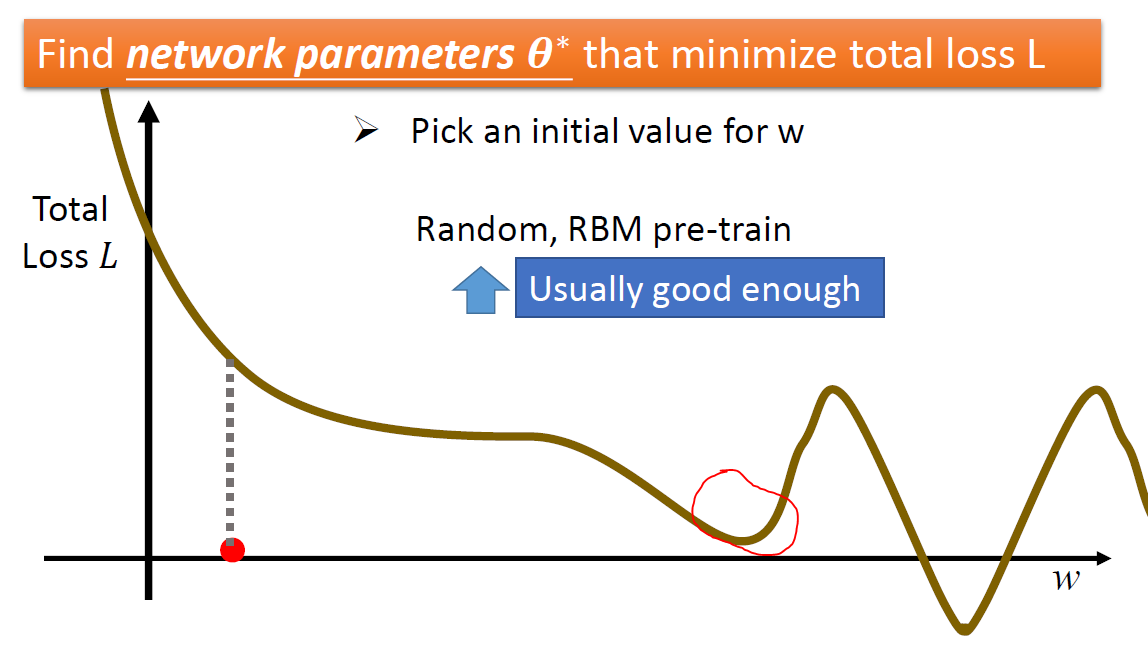 Find network parameters θ* that minimize total loss L
➢ Pick an initial value for w
Total
Loss L
Random, RBM pre-train
Usually good enough
w